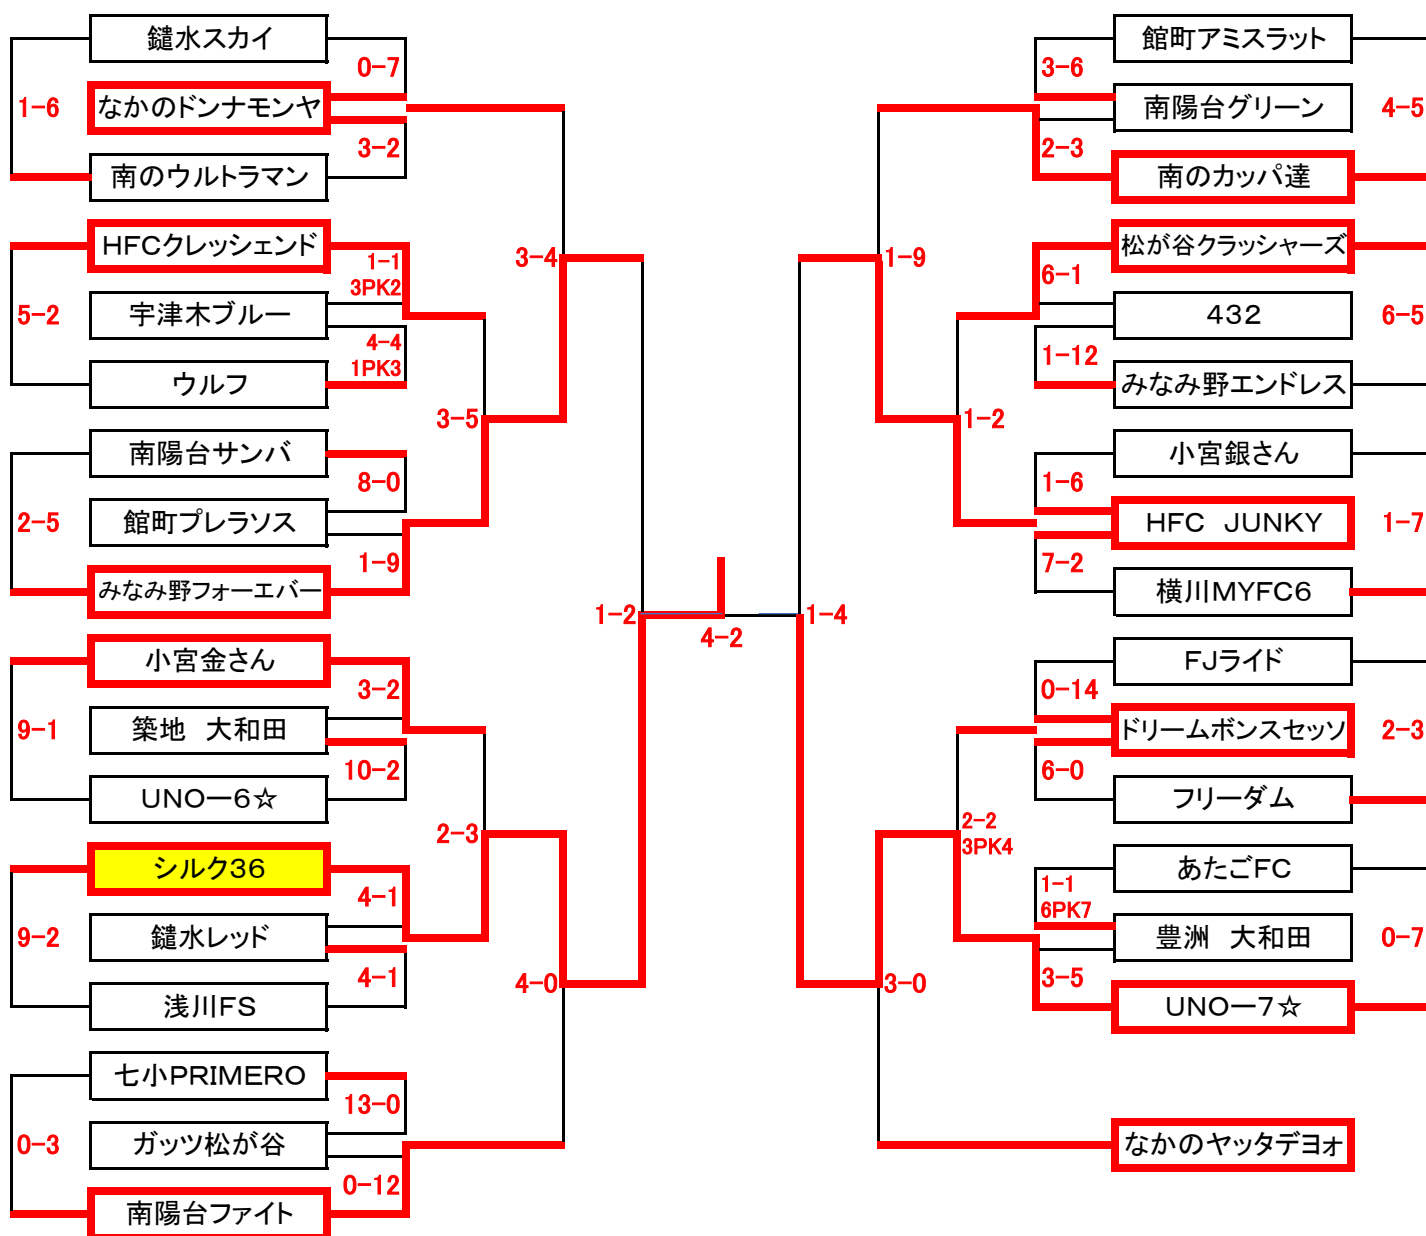 鑓水スカイ
0-7
1-6
なかのドンナモンヤ
3-2
南のウルトラマン
HFCクレッシェンド
1-1
3PK2
5-2
宇津木ブルー
4-4
1PK3
ウルフ
3-4
3-5
南陽台サンバ
8-0
2-5
館町プレラソス
1-9
みなみ野フォーエバー
1-2
小宮金さん
3-2
9-1
築地　大和田
10-2
UNOー6☆
2-3
シルク36
4-1
9-2
鑓水レッド
4-1
浅川FS
4-0
七小PRIMERO
13-0
0-3
ガッツ松が谷
0-12
南陽台ファイト
4-2
館町アミスラット
3-6
南陽台グリーン
4-5
2-3
南のカッパ達
1-9
松が谷クラッシャーズ
6-1
432
6-5
1-12
みなみ野エンドレス
1-2
小宮銀さん
1-6
HFC JUNKY
1-7
7-2
横川MYFC6
1-4
FJライド
0-14
ドリームボンスセッソ
2-3
6-0
フリーダム
2-2
3PK4
あたごFC
1-1
6PK7
豊洲　大和田
0-7
3-5
UNOー7☆
3-0
なかのヤッタデヨォ